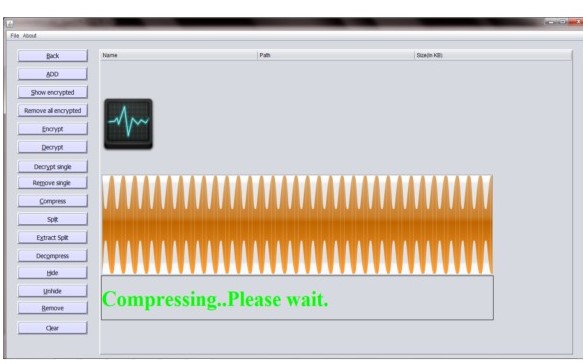 File About
Name Path Size(in KB)
Back
ADD
Show encrypted
Remove all encrypted
Encrypt
Decrypt
Decrypt single
Remove single
Compress
Split
Extract Split
Decompress
Hide
Unhide
Remove
Clear
Compressing..Please wait.